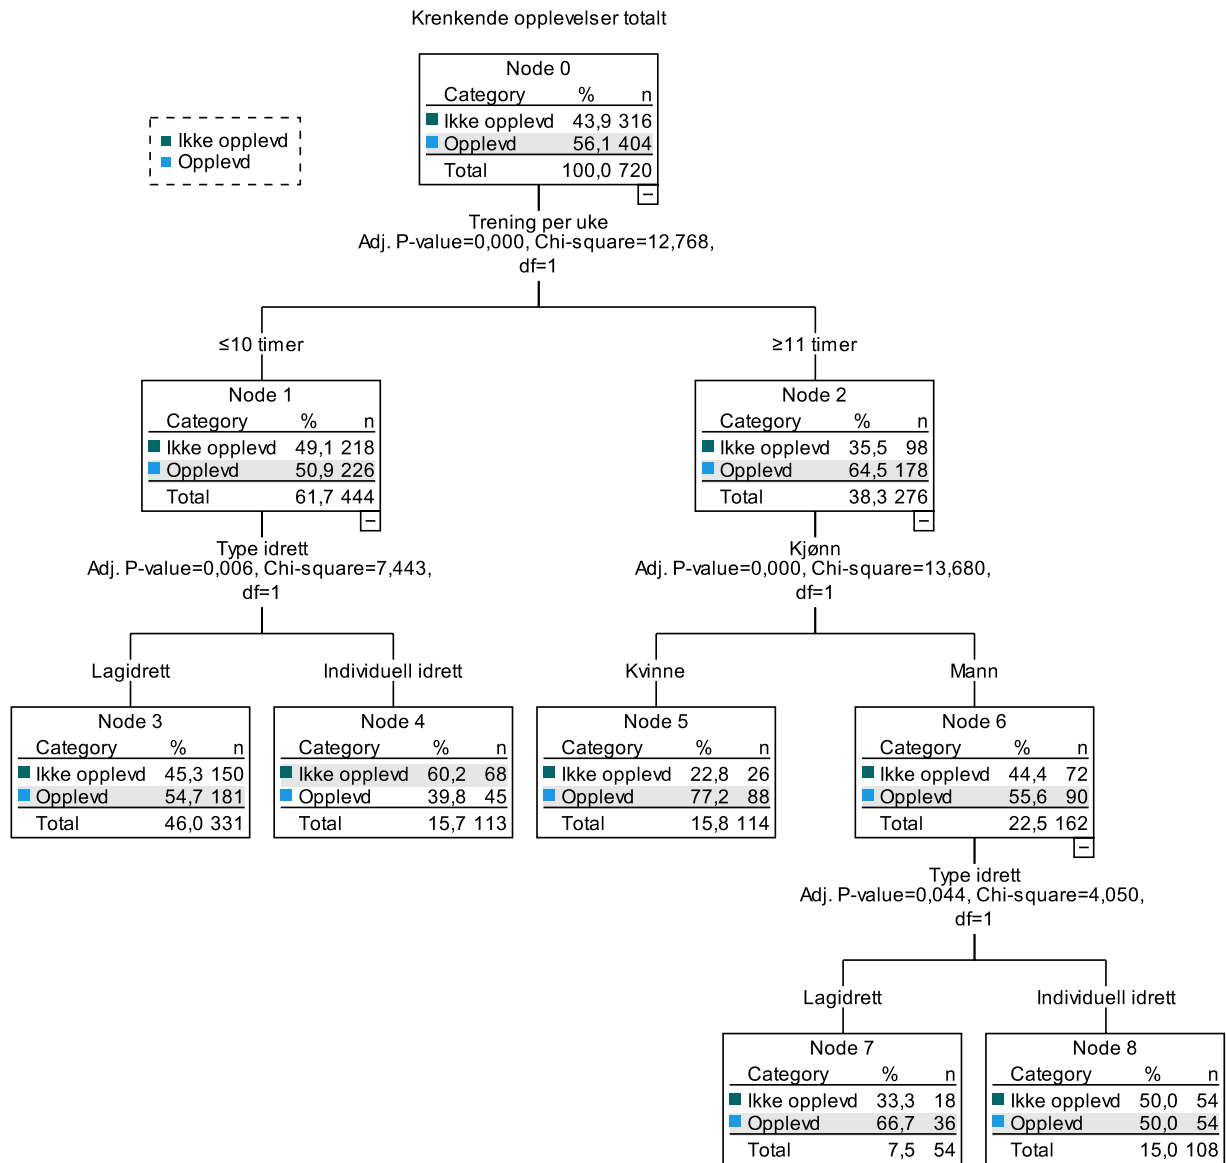 Krenkende opplevelser totalt
Ikke opplevd
Opplevd
Node 0
Category % n
Ikke opplevd 43,9 316
Opplevd 56,1 404
Total 100,0 720
Trening per uke
Adj. P-value=0,000, Chi-square=12,768,
df=1
≤10 timer
≥11 timer
Node 1
Category % n
Ikke opplevd 49,1 218
Opplevd 50,9 226
Total 61,7 444
Node 2
Category % n
Ikke opplevd 35,5 98
Opplevd 64,5 178
Total 38,3 276
Type idrett
Adj. P-value=0,006, Chi-square=7,443,
df=1
Kjønn
Adj. P-value=0,000, Chi-square=13,680,
df=1
Lagidrett
Individuell idrett
Kvinne
Mann
Node 3
Category % n
Ikke opplevd 45,3 150
Opplevd 54,7 181
Total 46,0 331
Node 4
Category % n
Ikke opplevd 60,2 68
Opplevd 39,8 45
Total 15,7 113
Node 5
Category % n
Ikke opplevd 22,8 26
Opplevd 77,2 88
Total 15,8 114
Node 6
Category % n
Ikke opplevd 44,4 72
Opplevd 55,6 90
Total 22,5 162
Type idrett
Adj. P-value=0,044, Chi-square=4,050,
df=1
Lagidrett
Individuell idrett
Node 7
Category % n
Ikke opplevd 33,3 18
Opplevd 66,7 36
Total 7,5 54
Node 8
Category % n
Ikke opplevd 50,0 54
Opplevd 50,0 54
Total 15,0 108